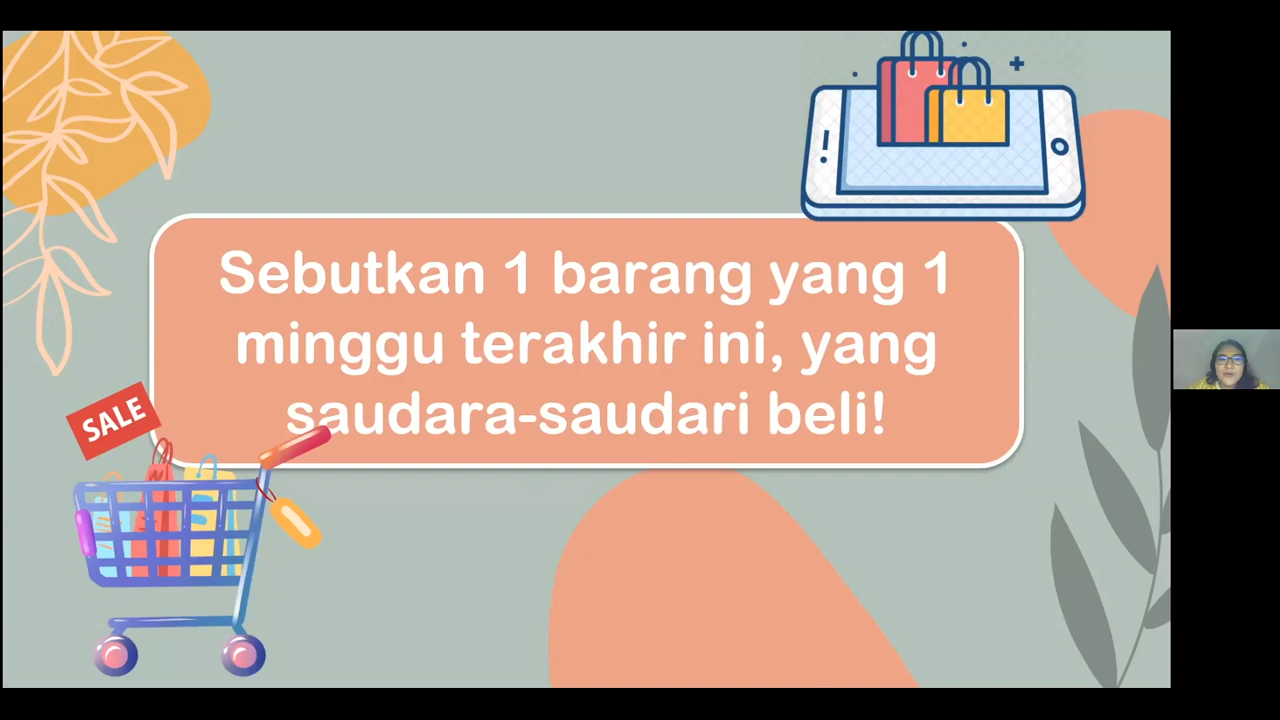 Sebutkan 1 barang yang 1
minggu terakhir ini, yang
saudara-saudari beli!
SALE